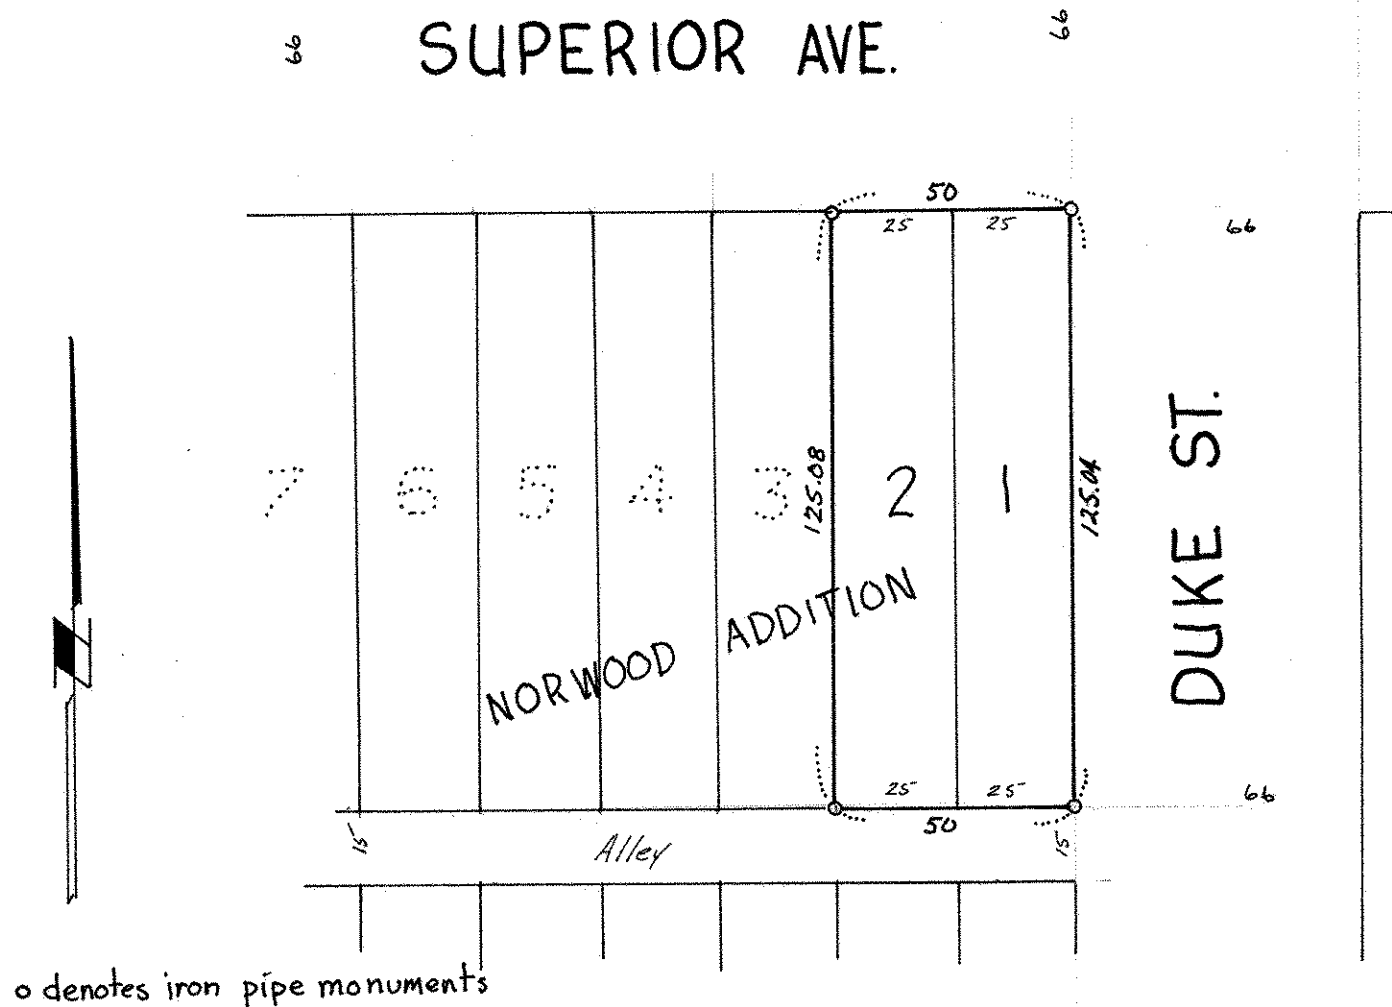 66 SUPERIOR AVE. 66
50
25 25 66
7 6 5 4 3 125.08 2 1 125.04 DUKE ST.
NORWOOD ADDITION
25 25 66
50
15 Alley 15
o denotes iron pipe monuments